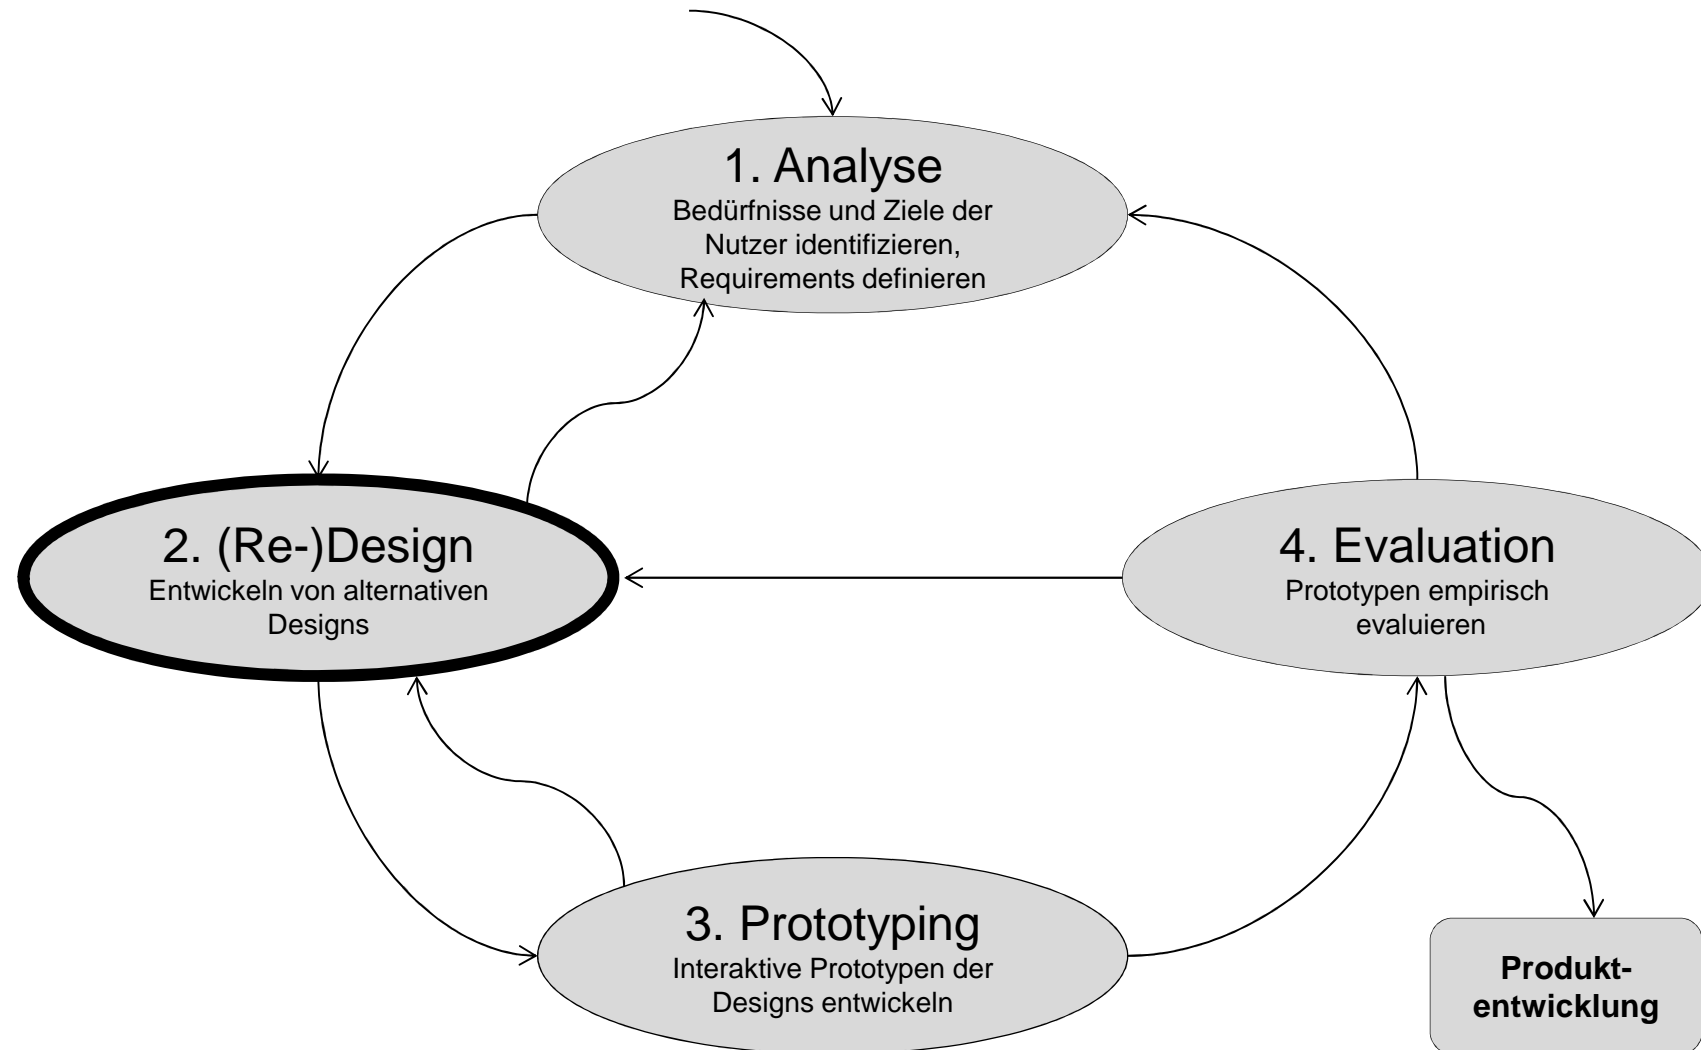 1. Analyse
Bedürfnisse und Ziele der
Nutzer identifizieren,
Requirements definieren
2. (Re-)Design
Entwickeln von alternativen
Designs
4. Evaluation
Prototypen empirisch
evaluieren
3. Prototyping
Interaktive Prototypen der
Designs entwickeln
Produkt-
entwicklung